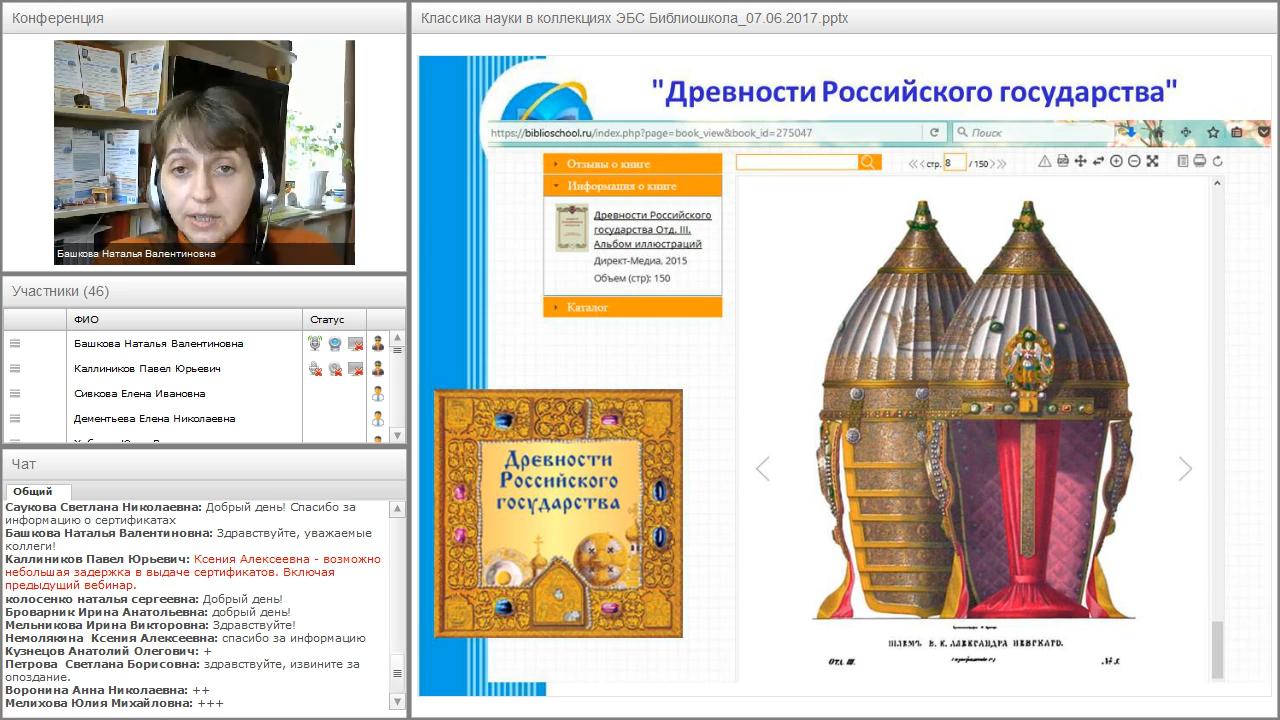 Конференция
Башкова Наталья Валентиновна
Участники (46)
ФИО
Статус
Башкова Наталья Валентиновна
Каллиников Павел Юрьевич
Сивкова Елена Ивановна
Дементьева Елена Николаевна
Чат
Общий
Саукова Светлана Николаевна: Добрый день! Спасибо за
информацию о сертификатах
Башкова Наталья Валентиновна: Здравствуйте, уважаемые
коллеги!
Каллиников Павел Юрьевич: Ксения Алексеевна - возможно
небольшая задержка в выдаче сертификатов. Включая
предыдущий вебинар.
колосенко наталья сергеевна: Добрый день!
Броварник Ирина Анатольевна: добрый день!
Мельникова Ирина Викторовна: Здравствуйте!
Немолякина Ксения Алексеевна: спасибо за информацию
Кузнецов Анатолий Олегович: +
Петрова Светлана Борисовна: здравствуйте, извините за
опоздание.
Воронина Анна Николаевна: ++
Мелихова Юлия Михайловна: +++
Классика науки в коллекциях ЭБС Библиошкола_07.06.2017.pptx
"Древности Российского государства"
https://biblioschool.ru/index.php?page=book_view&book_id=275047
Поиск
Отзывы о книге
Информация о книге
Древности Российского
государства Отд. III.
Альбом иллюстраций
Директ-Медиа, 2015
Объем (стр): 150
Каталог
стр. 8 / 150
Древности
Российского
государства
ШЛЕМЪ В. К. АЛЕКСАНДРА НЕВСКАГО.
Отд. III.